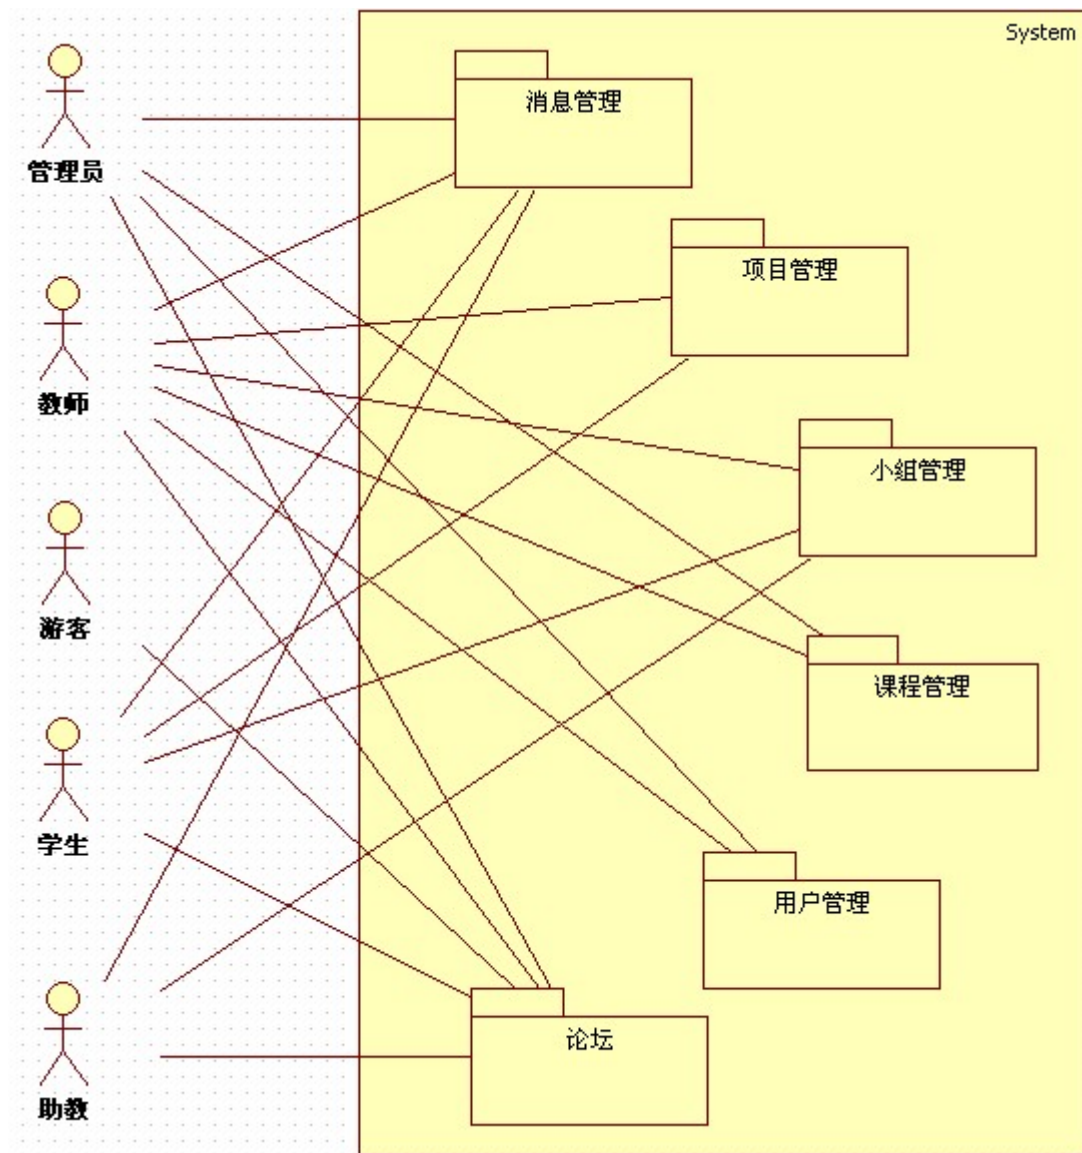 System
管理员
消息管理
项目管理
教师
小组管理
游客
课程管理
学生
用户管理
论坛
助教